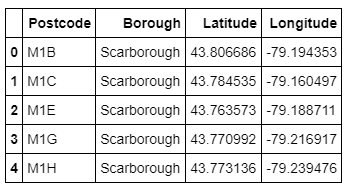 Postcode Borough Latitude Longitude
0 M1B Scarborough 43.806686 -79.194353
1 M1C Scarborough 43.784535 -79.160497
2 M1E Scarborough 43.763573 -79.188711
3 M1G Scarborough 43.770992 -79.216917
4 M1H Scarborough 43.773136 -79.239476